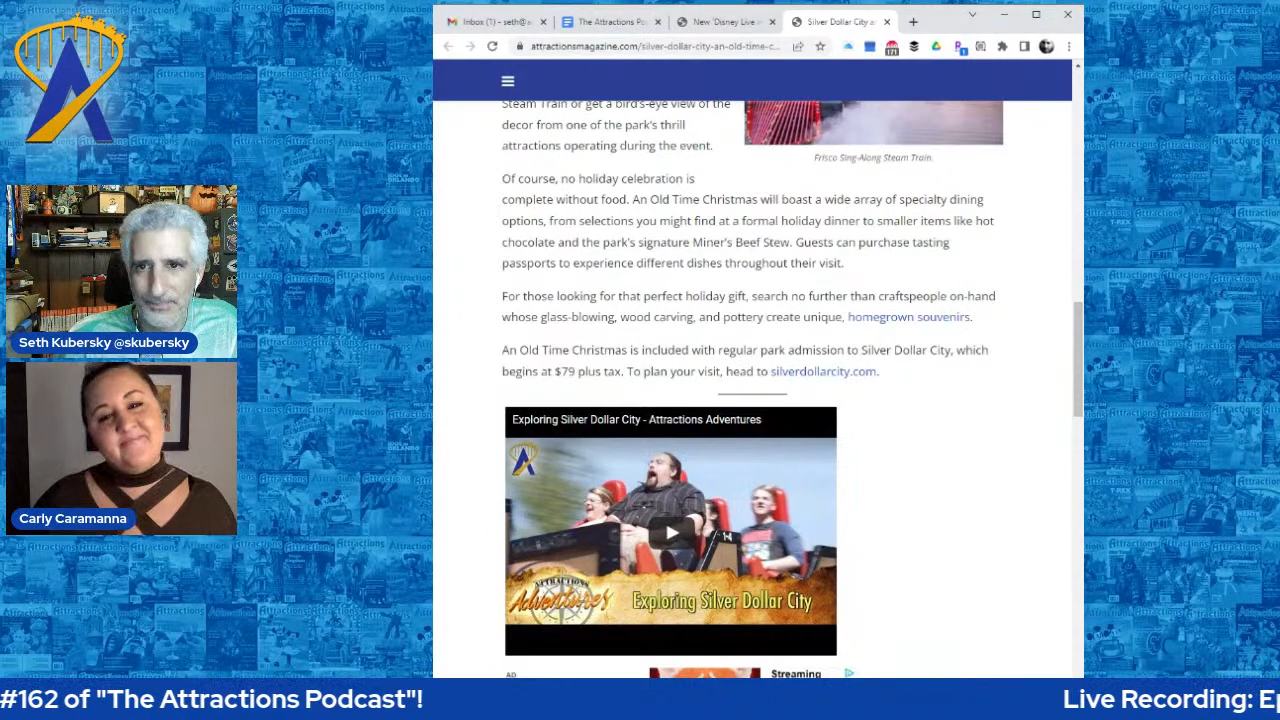 Inbox (1) - seth@a
The Attractions Po
New 'Disney Live i
Silver Dollar City a
attractionsmagazine.com/silver-dollar-city-an-old-time-c...
171
1
Steam Train or get a bird's-eye view of the
decor from one of the park's thrill
attractions operating during the event.
Frisco Sing-Along Steam Train.
Of course, no holiday celebration is
complete without food. An Old Time Christmas will boast a wide array of specialty dining
options, from selections you might find at a formal holiday dinner to smaller items like hot
chocolate and the park's signature Miner's Beef Stew. Guests can purchase tasting
passports to experience different dishes throughout their visit.
For those looking for that perfect holiday gift, search no further than craftspeople on-hand
whose glass-blowing, wood carving, and pottery create unique, homegrown souvenirs.
An Old Time Christmas is included with regular park admission to Silver Dollar City, which
begins at $79 plus tax. To plan your visit, head to silverdollarcity.com.
Exploring Silver Dollar City - Attractions Adventures
ATTRACTIONS
Adventures
Exploring Silver Dollar City
AD
Streaming
Seth Kubersky @skubersky
Carly Caramanna
#162 of "The Attractions Podcast"!
Live Recording: Ep